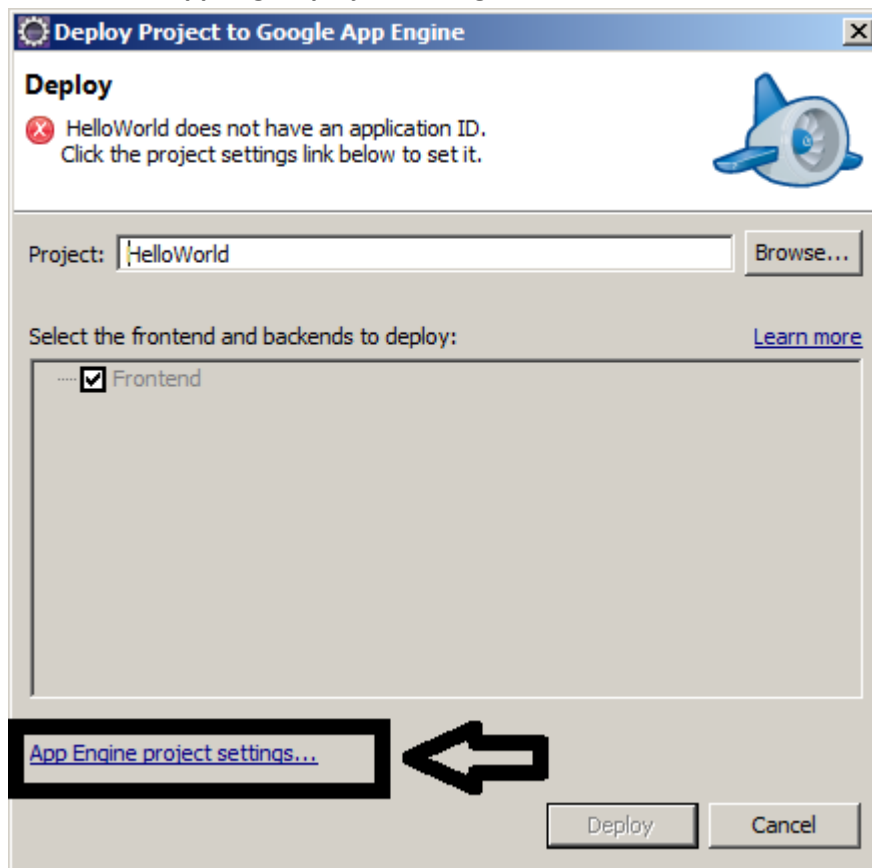 Deploy Project to Google App Engine
Deploy
HelloWorld does not have an application ID.
Click the project settings link below to set it.
Project: HelloWorld Browse...
Select the frontend and backends to deploy: Learn more
Frontend
App Engine project settings...
Deploy Cancel